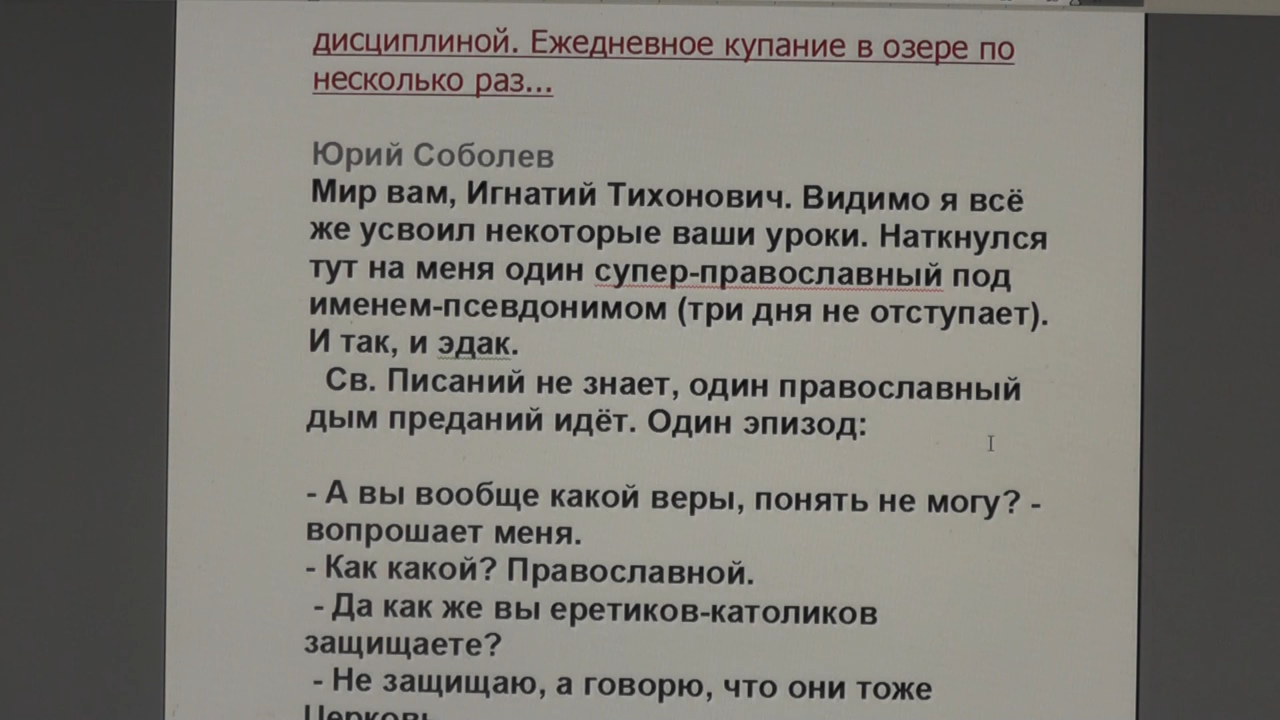 дисциплиной. Ежедневное купание в озере по
несколько раз...
Юрий Соболев
Мир вам, Игнатий Тихонович. Видимо я всё
же усвоил некоторые ваши уроки. Наткнулся
тут на меня один супер-православный под
именем-псевдонимом (три дня не отступает).
И так, и эдак.
Св. Писаний не знает, один православный
дым преданий идёт. Один эпизод:
- А вы вообще какой веры, понять не могу? -
вопрошает меня.
- Как какой? Православной.
- Да как же вы еретиков-католиков
защищаете?
- Не защищаю, а говорю, что они тоже
Церковь